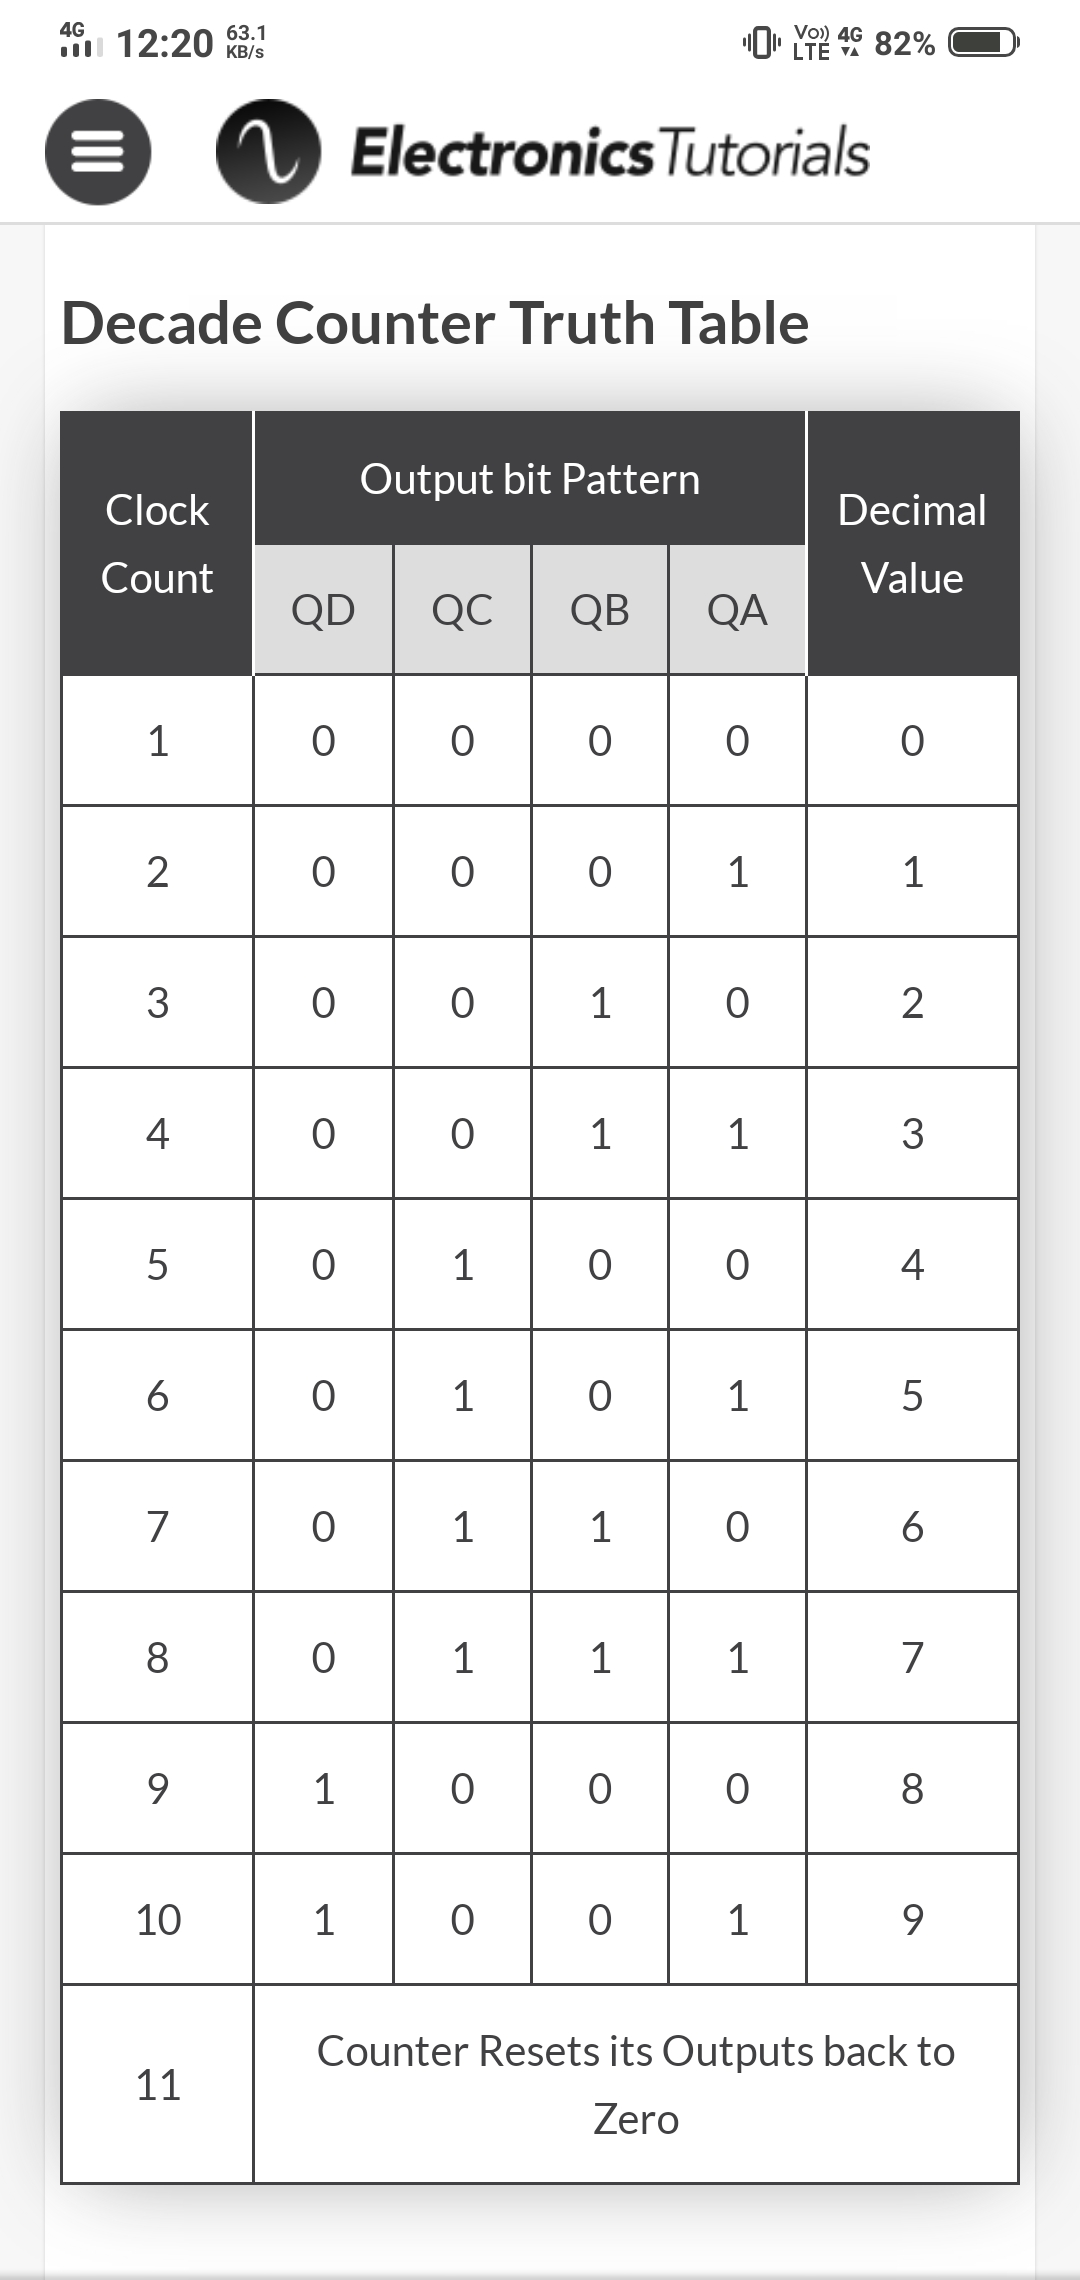 4G 12:20 63.1 KB/s Vo)) LTE 4G 82%
Electronics Tutorials
Decade Counter Truth Table
Clock Count Output bit Pattern Decimal Value
QD QC QB QA
1 0 0 0 0 0
2 0 0 0 1 1
3 0 0 1 0 2
4 0 0 1 1 3
5 0 1 0 0 4
6 0 1 0 1 5
7 0 1 1 0 6
8 0 1 1 1 7
9 1 0 0 0 8
10 1 0 0 1 9
11 Counter Resets its Outputs back to
Zero